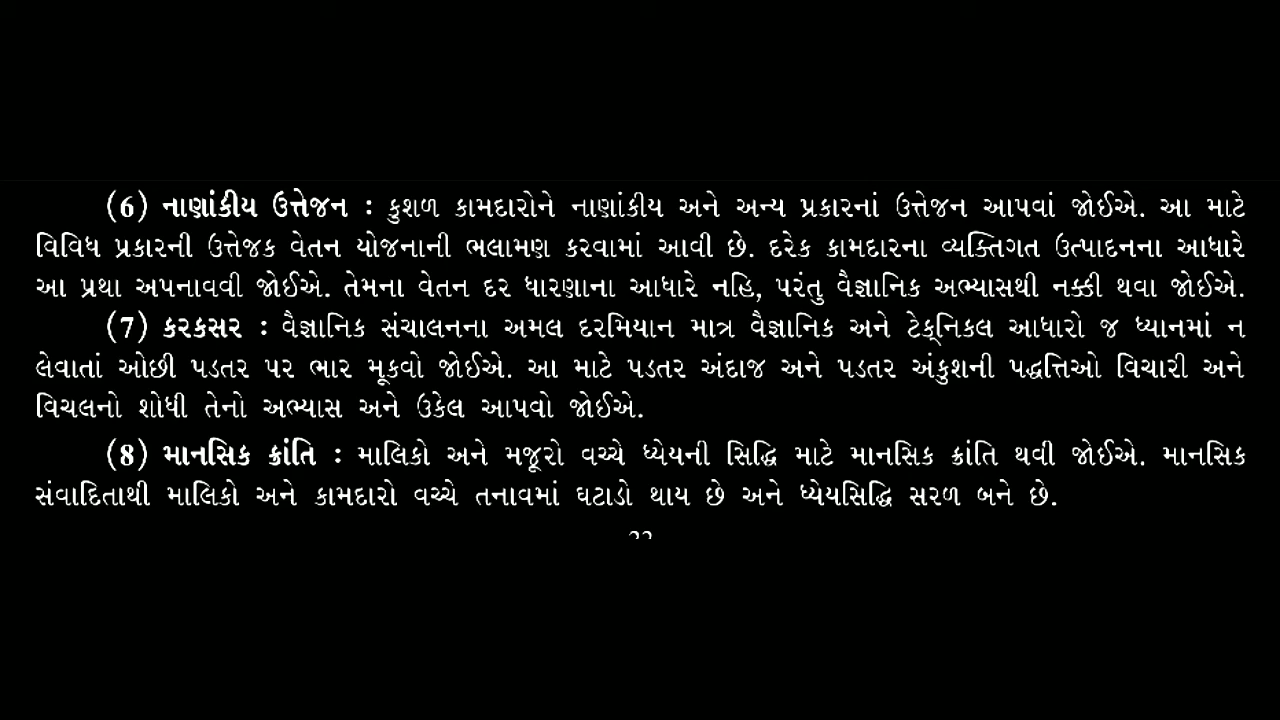 (6) નાણાંકીય ઉત્તેજન : કુશળ કામદારોને નાણાંકીય અને અન્ય પ્રકારનાં ઉત્તેજન આપવાં જોઈએ. આ માટે
વિવિધ પ્રકારની ઉત્તેજક વેતન યોજનાની ભલામણ કરવામાં આવી છે. દરેક કામદારના વ્યક્તિગત ઉત્પાદનના આધારે
આ પ્રથા અપનાવવી જોઈએ. તેમના વેતન દર ધારણાના આધારે નહિ, પરંતુ વૈજ્ઞાનિક અભ્યાસથી નક્કી થવા જોઈએ.
(7) કરકસર : વૈજ્ઞાનિક સંચાલનના અમલ દરમિયાન માત્ર વૈજ્ઞાનિક અને ટેક્નિકલ આધારો જ ધ્યાનમાં ન
લેવાતાં ઓછી પડતર પર ભાર મૂકવો જોઈએ. આ માટે પડતર અંદાજ અને પડતર અંકુશની પદ્ધતિઓ વિચારી અને
વિચલનો શોધી તેનો અભ્યાસ અને ઉકેલ આપવો જોઈએ.
(8) માનસિક ક્રાંતિ : માલિકો અને મજૂરો વચ્ચે ધ્યેયની સિદ્ધિ માટે માનસિક ક્રાંતિ થવી જોઈએ. માનસિક
સંવાદિતાથી માલિકો અને કામદારો વચ્ચે તનાવમાં ઘટાડો થાય છે અને ધ્યેયસિદ્ધિ સરળ બને છે.